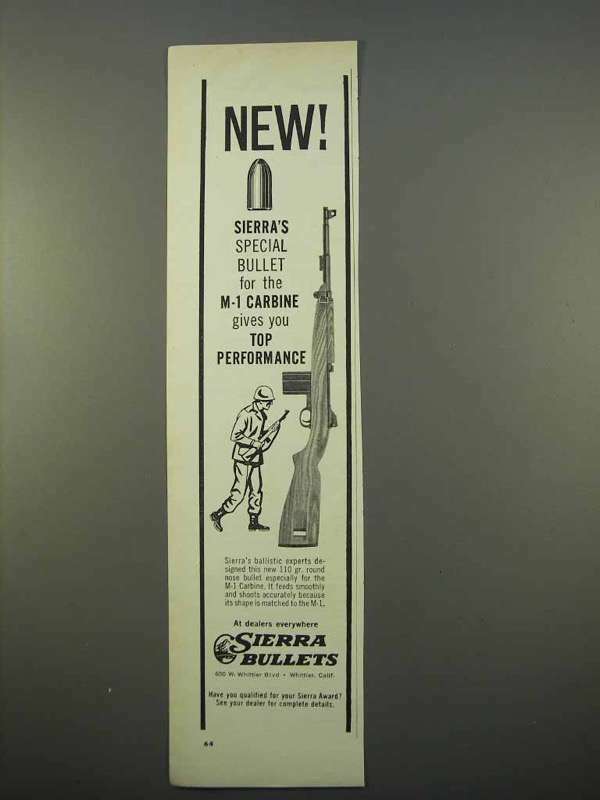 NEW!
SIERRA'S
SPECIAL
BULLET
for the
M-1 CARBINE
gives you
TOP
PERFORMANCE
Sierra's ballistic experts de-
signed this new 110 gr. round
nose bullet especially for the
M-1 Carbine. It feeds smoothly
and shoots accurately because
its shape is matched to the M-1.
At dealers everywhere
SIERRA
BULLETS
600 W. Whittier Blvd • Whittier, Calif.
Have you qualified for your Sierra Award?
See your dealer for complete details.
64